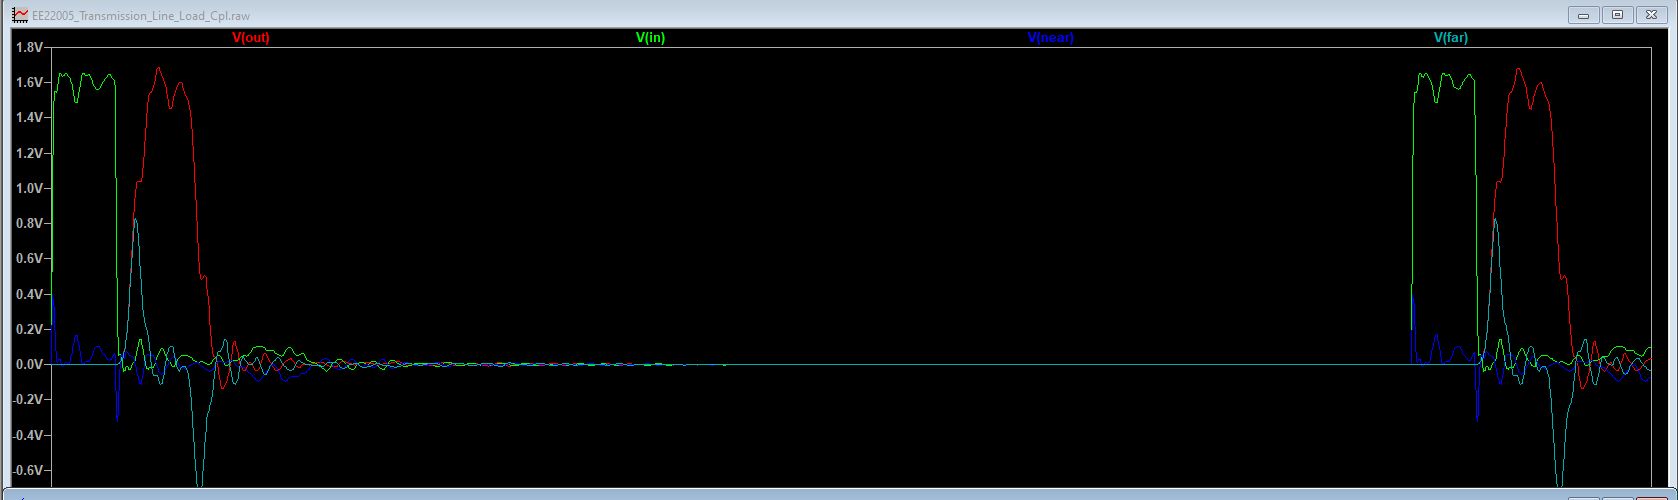 EE22005_Transmission_Line_Load_Cpl.raw
V(out) V(in) V(near) V(far)
1.8V
1.6V
1.4V
1.2V
1.0V
0.8V
0.6V
0.4V
0.2V
0.0V
-0.2V
-0.4V
-0.6V